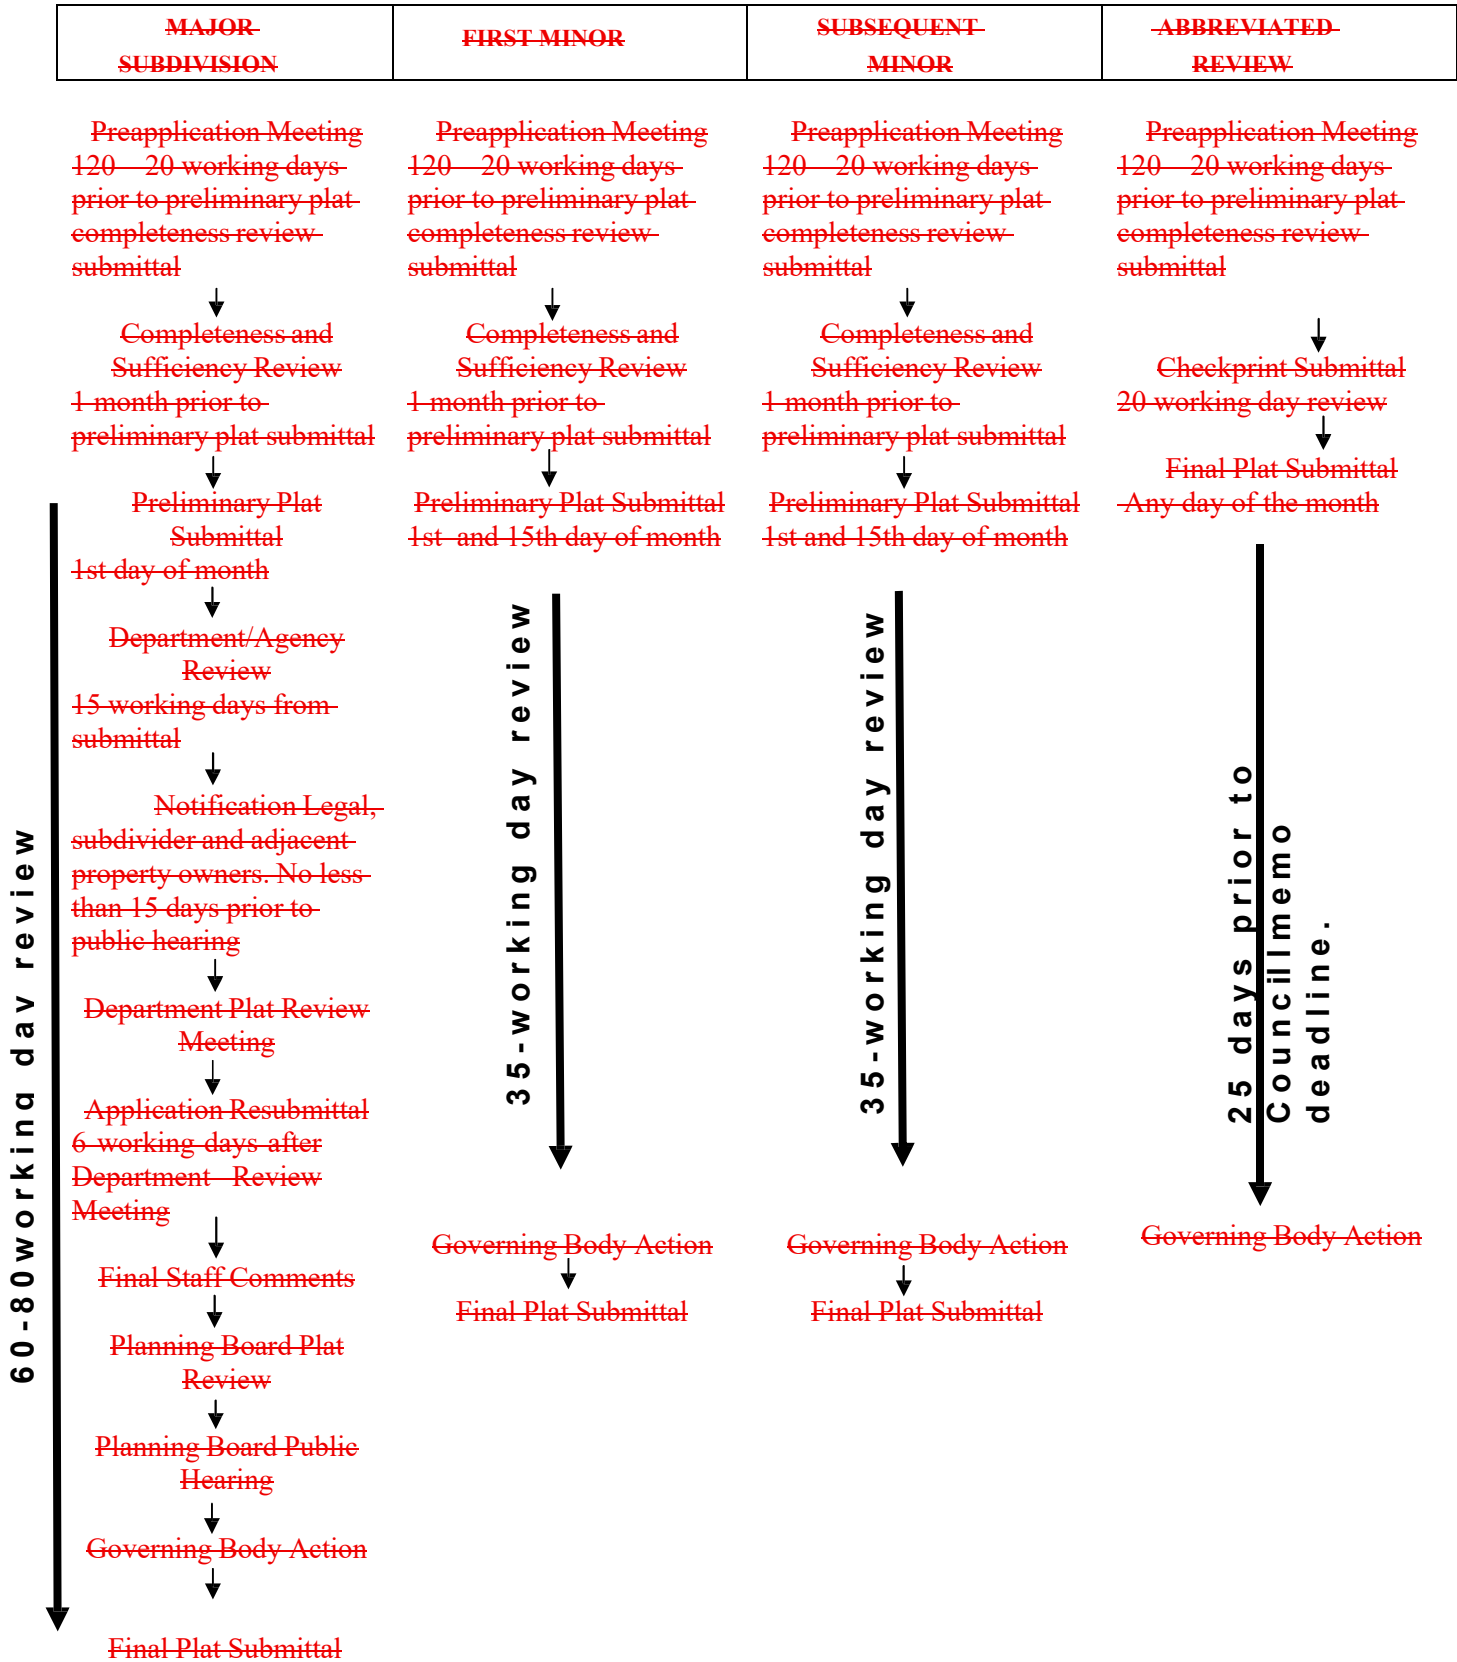 MAJOR
SUBDIVISION
FIRST MINOR
SUBSEQUENT
MINOR
ABBREVIATED
REVIEW
Preapplication Meeting
120 20 working days
prior to preliminary plat
completeness review
submittal
Completeness and
Sufficiency Review
1 month prior to
preliminary plat submittal
Preliminary Plat
Submittal
1st day of month
Department/Agency
Review
15 working days from
submittal
Notification Legal,
subdivider and adjacent
property owners. No less
than 15 days prior to
public hearing
Department Plat Review
Meeting
Application Resubmittal
6 working days after
Department Review
Meeting
Final Staff Comments
Planning Board Plat
Review
Planning Board Public
Hearing
Governing Body Action
Final Plat Submittal
60-80working day review
Preapplication Meeting
120 20 working days
prior to preliminary plat
completeness review
submittal
Completeness and
Sufficiency Review
1 month prior to
preliminary plat submittal
Preliminary Plat Submittal
1st and 15th day of month
35-working day review
Governing Body Action
Final Plat Submittal
Preapplication Meeting
120 20 working days
prior to preliminary plat
completeness review
submittal
Completeness and
Sufficiency Review
1 month prior to
preliminary plat submittal
Preliminary Plat Submittal
1st and 15th day of month
35-working day review
Governing Body Action
Final Plat Submittal
Preapplication Meeting
120 20 working days
prior to preliminary plat
completeness review
submittal
Checkprint Submittal
20 working day review
Final Plat Submittal
Any day of the month
25 days prior to
Councillmemo
deadline.
Governing Body Action